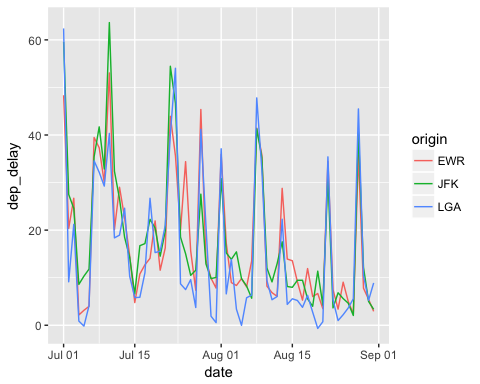 60
40
20
0
dep_delay
Jul 01
Jul 15
Aug 01
Aug 15
Sep 01
date
origin
EWR
JFK
LGA